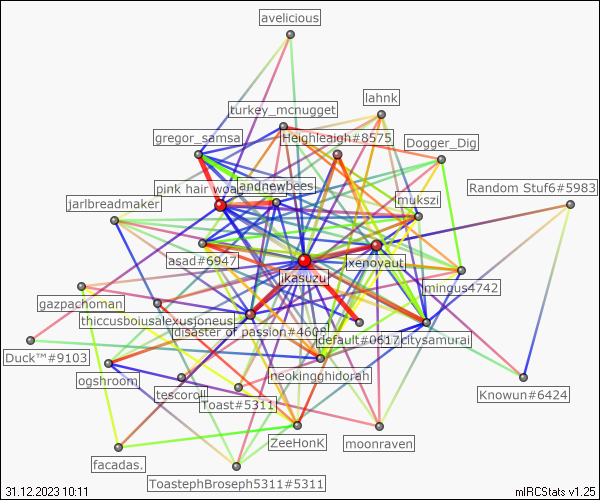 avelicious
lahnk
turkey_mcnugget
gregor_samsa
Heighleaigh#8575
Dogger_Dig
pink hair woa
andnewbees
Random Stuf6#5983
jarlbreadmaker
mukszi
asad#6947
ixenoyaut
ikasuzu
mingus4742
gazpachoman
thiccusboiusalexusjoneus
disaster of passion#4609
default#0617
citysamurai
Duck™#9103
ogshroom
neokingghidorah
tescoroll
Toast#5311
Knowun#6424
ZeeHonK
moonraven
facadas.
ToastephBroseph5311#5311
31.12.2023 10:11
mIRCStats v1.25